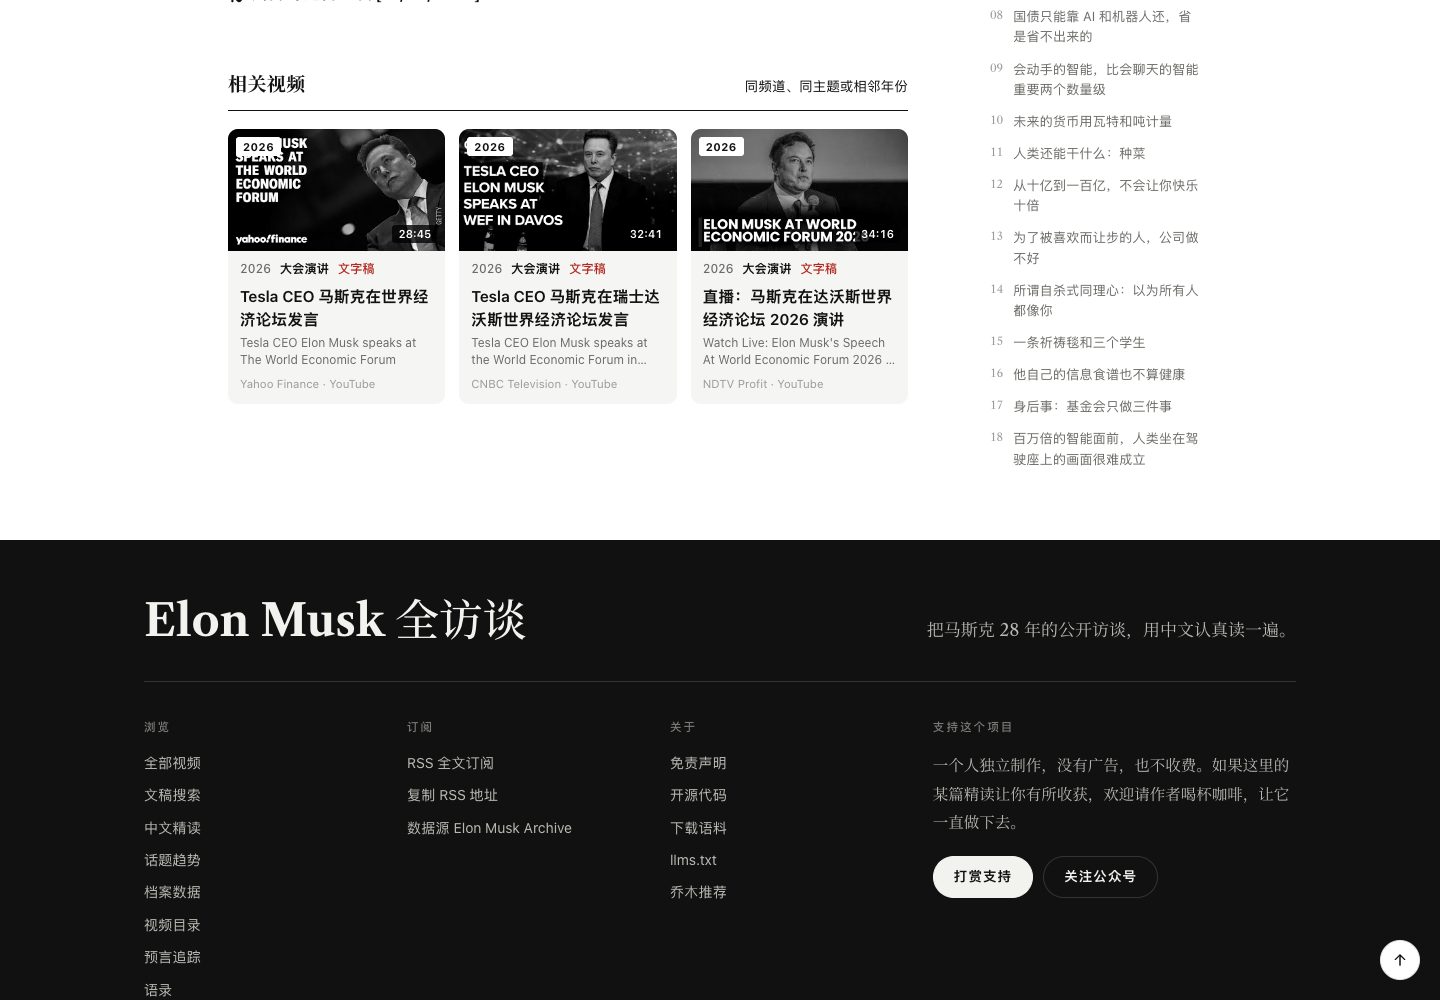 相关视频
同频道、同主题或相邻年份
2026
MUSK
SPEAKS AT
THE WORLD
ECONOMIC
FORUM
yahoo!finance
GETTY
28:45
2026 大会演讲 文字稿
Tesla CEO 马斯克在世界经
济论坛发言
Tesla CEO Elon Musk speaks at
The World Economic Forum
Yahoo Finance · YouTube
2026
TESLA CEO
ELON MUSK
SPEAKS AT
WEF IN DAVOS
32:41
2026 大会演讲 文字稿
Tesla CEO 马斯克在瑞士达
沃斯世界经济论坛发言
Tesla CEO Elon Musk speaks at
the World Economic Forum in...
CNBC Television · YouTube
2026
ELON MUSK AT WORLD
ECONOMIC FORUM
34:16
2026 大会演讲 文字稿
直播：马斯克在达沃斯世界
经济论坛 2026 演讲
Watch Live: Elon Musk's Speech
At World Economic Forum 2026 ...
NDTV Profit · YouTube
08 国债只能靠 AI 和机器人还，省
是省不出来的
09 会动手的智能，比会聊天的智能
重要两个数量级
10 未来的货币用瓦特和吨计量
11 人类还能干什么：种菜
12 从十亿到一百亿，不会让你快乐
十倍
13 为了被喜欢而让步的人，公司做
不好
14 所谓自杀式同理心：以为所有人
都像你
15 一条祈祷毯和三个学生
16 他自己的信息食谱也不算健康
17 身后事：基金会只做三件事
18 百万倍的智能面前，人类坐在驾
驶座上的画面很难成立
Elon Musk 全访谈
把马斯克 28 年的公开访谈，用中文认真读一遍。
浏览
全部视频
文稿搜索
中文精读
话题趋势
档案数据
视频目录
预言追踪
语录
订阅
RSS 全文订阅
复制 RSS 地址
数据源 Elon Musk Archive
关于
免责声明
开源代码
下载语料
llms.txt
乔木推荐
支持这个项目
一个人独立制作，没有广告，也不收费。如果这里的
某篇精读让你有所收获，欢迎请作者喝杯咖啡，让它
一直做下去。
打赏支持
关注公众号